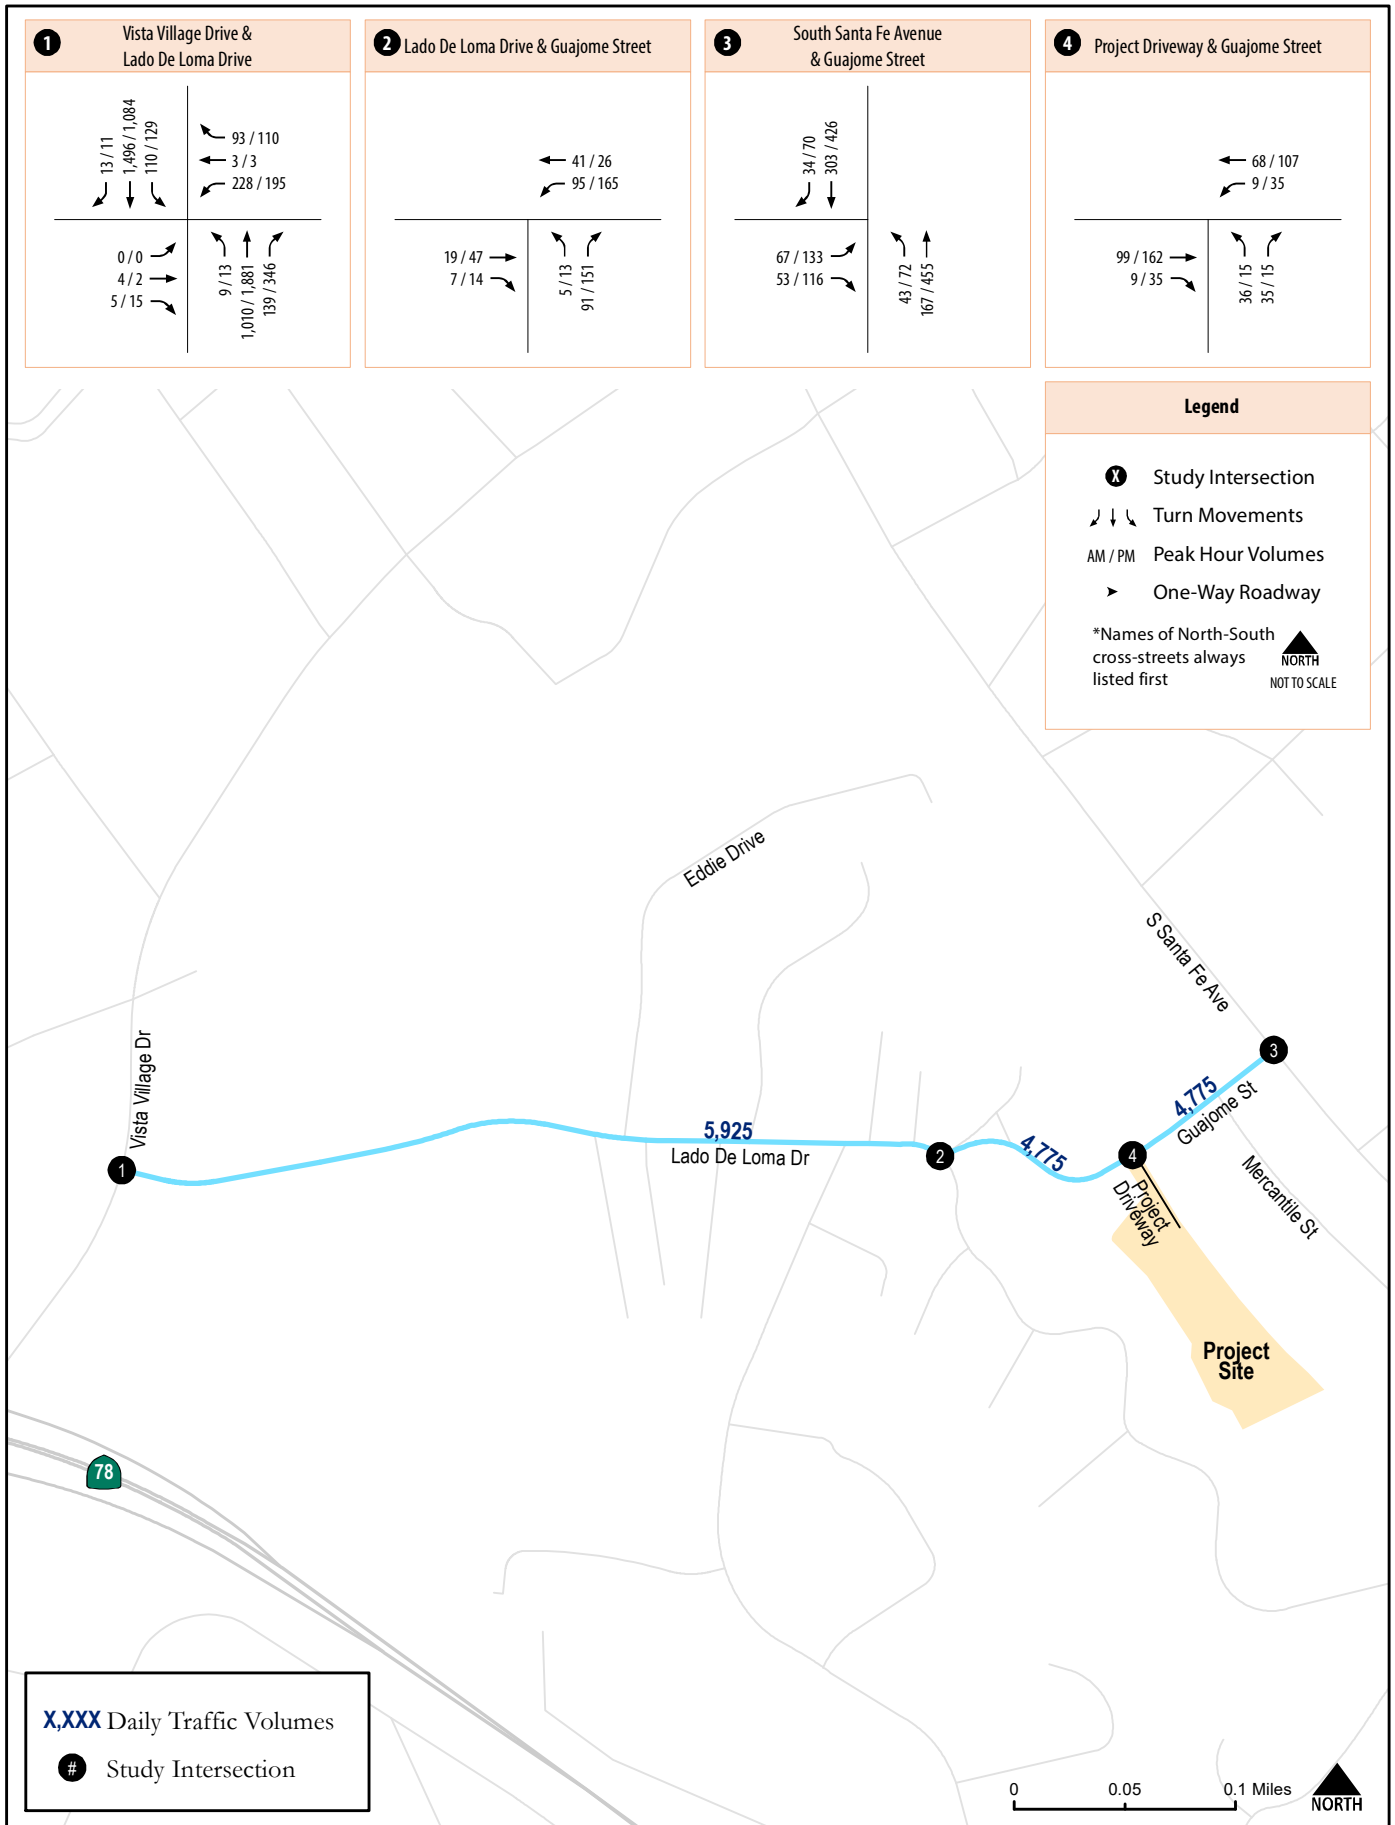 1
Vista Village Drive &
Lado De Loma Drive
13 / 11
1,496 / 1,084
110 / 129
93 / 110
3 / 3
228 / 195
0 / 0
4 / 2
5 / 15
9 / 13
1,010 / 1,881
139 / 346
2
Lado De Loma Drive & Guajome Street
41 / 26
95 / 165
19 / 47
7 / 14
5 / 13
91 / 151
3
South Santa Fe Avenue
& Guajome Street
34 / 70
303 / 426
67 / 133
53 / 116
43 / 72
167 / 455
4
Project Driveway & Guajome Street
68 / 107
9 / 35
99 / 162
9 / 35
36 / 15
35 / 15
Legend
X Study Intersection
Turn Movements
AM / PM Peak Hour Volumes
One-Way Roadway
*Names of North-South
cross-streets always
listed first
NORTH
NOT TO SCALE
Eddie Drive
S Santa Fe Ave
Vista Village Dr
3
4,775
Guajome St
5,925
Lado De Loma Dr
1
2
4,775
4
Project
Driveway
Mercantile St
Project
Site
78
X,XXX Daily Traffic Volumes
# Study Intersection
0 0.05 0.1 Miles
NORTH